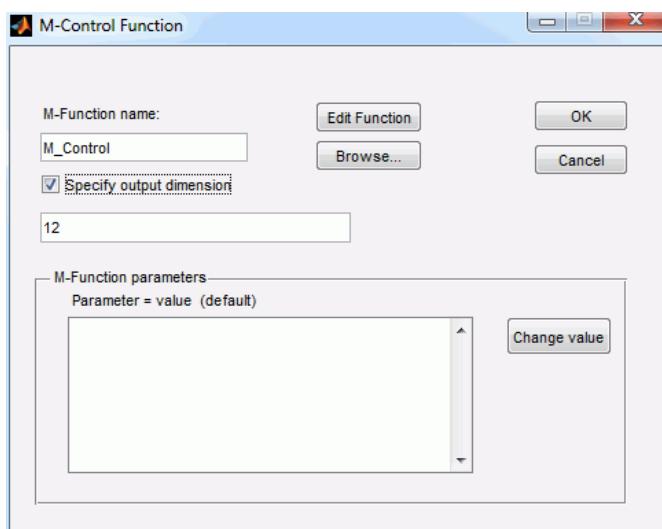 M-Control Function
M-Function name:
Edit Function
OK
M_Control
Browse...
Cancel
Specify output dimension
12
M-Function parameters
Parameter = value (default)
Change value